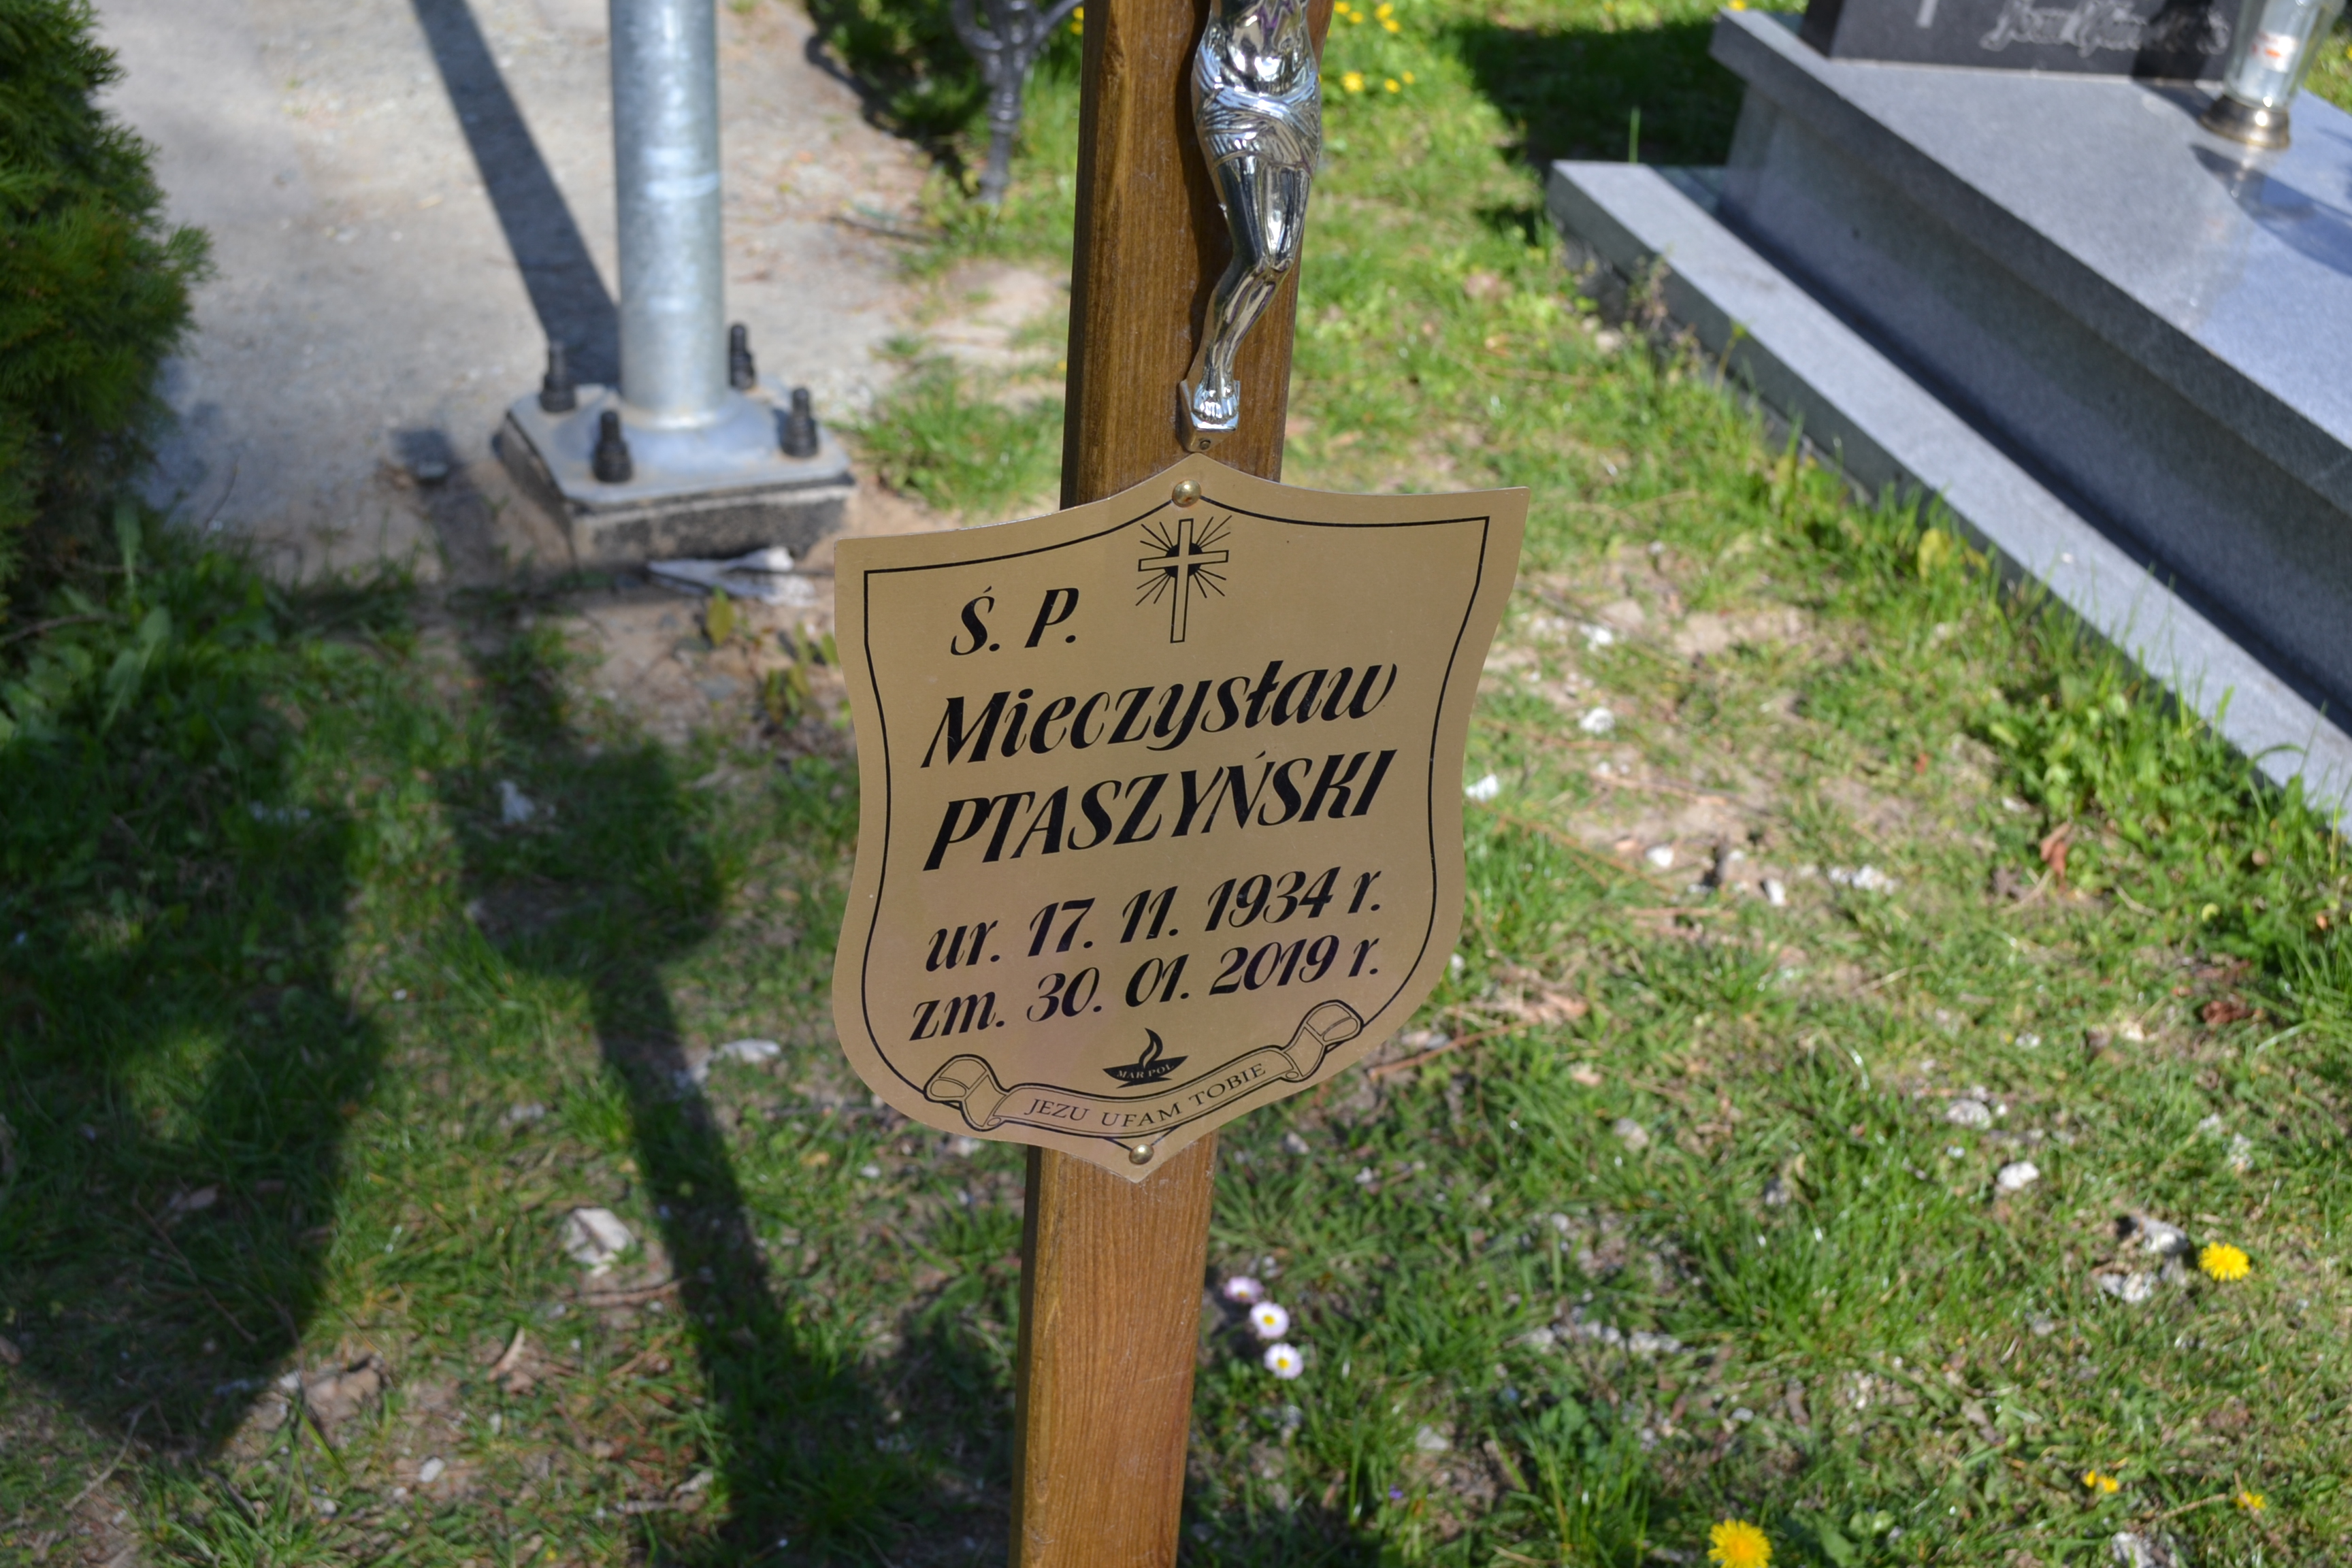 Ś. P.
Mieczysław
PTASZYŃSKI
ur. 17. 11. 1934 r.
zm. 30. 01. 2019 r.
MAR POL
JEZU UFAM TOBIE